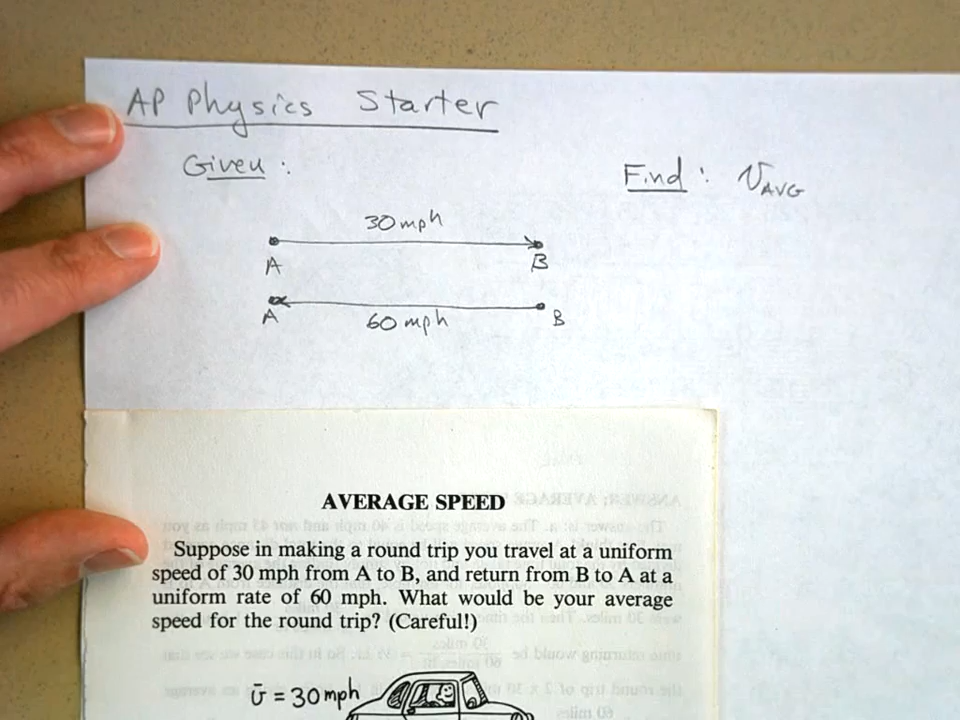 AP Physics Starter
Given :
Find : VAVG
30 mph
A B
A B
60 mph
AVERAGE SPEED
Suppose in making a round trip you travel at a uniform
speed of 30 mph from A to B, and return from B to A at a
uniform rate of 60 mph. What would be your average
speed for the round trip? (Careful!)
ῡ = 30 mph